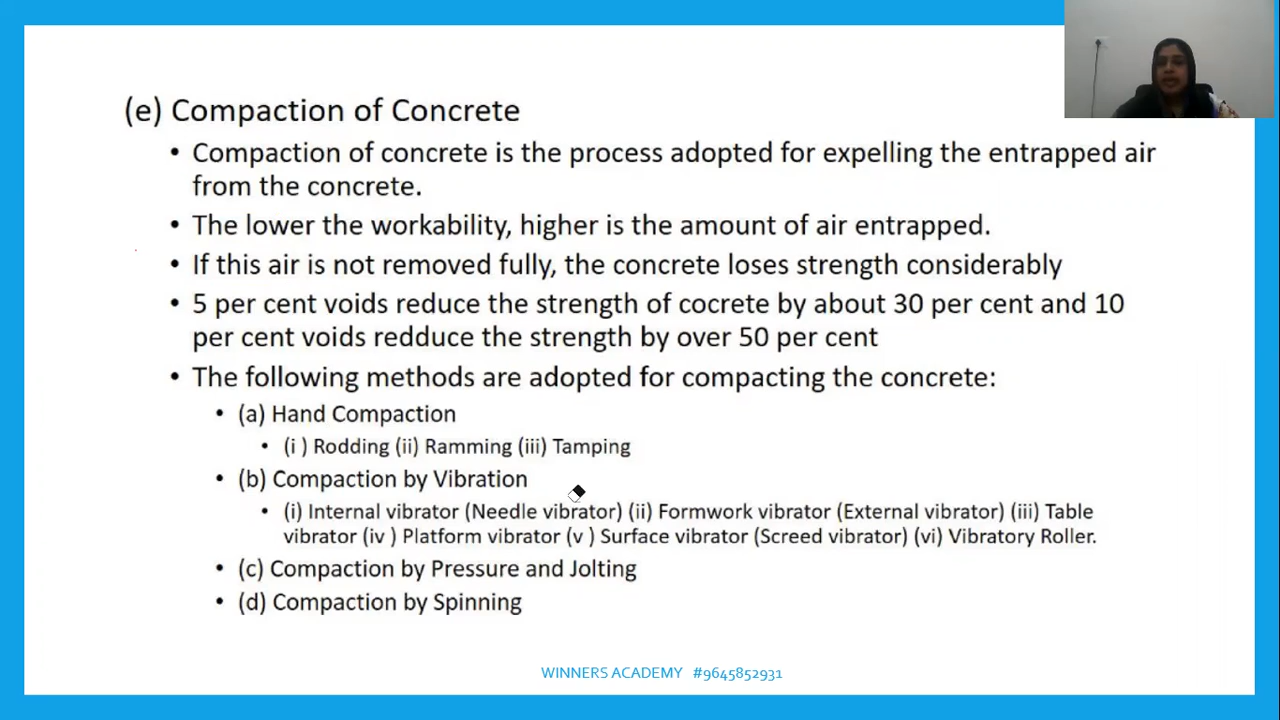 (e) Compaction of Concrete
• Compaction of concrete is the process adopted for expelling the entrapped air
from the concrete.
• The lower the workability, higher is the amount of air entrapped.
• If this air is not removed fully, the concrete loses strength considerably
• 5 per cent voids reduce the strength of cocrete by about 30 per cent and 10
per cent voids redduce the strength by over 50 per cent
• The following methods are adopted for compacting the concrete:
• (a) Hand Compaction
• (i ) Rodding (ii) Ramming (iii) Tamping
• (b) Compaction by Vibration
• (i) Internal vibrator (Needle vibrator) (ii) Formwork vibrator (External vibrator) (iii) Table
vibrator (iv ) Platform vibrator (v ) Surface vibrator (Screed vibrator) (vi) Vibratory Roller.
• (c) Compaction by Pressure and Jolting
• (d) Compaction by Spinning
WINNERS ACADEMY #9645852931